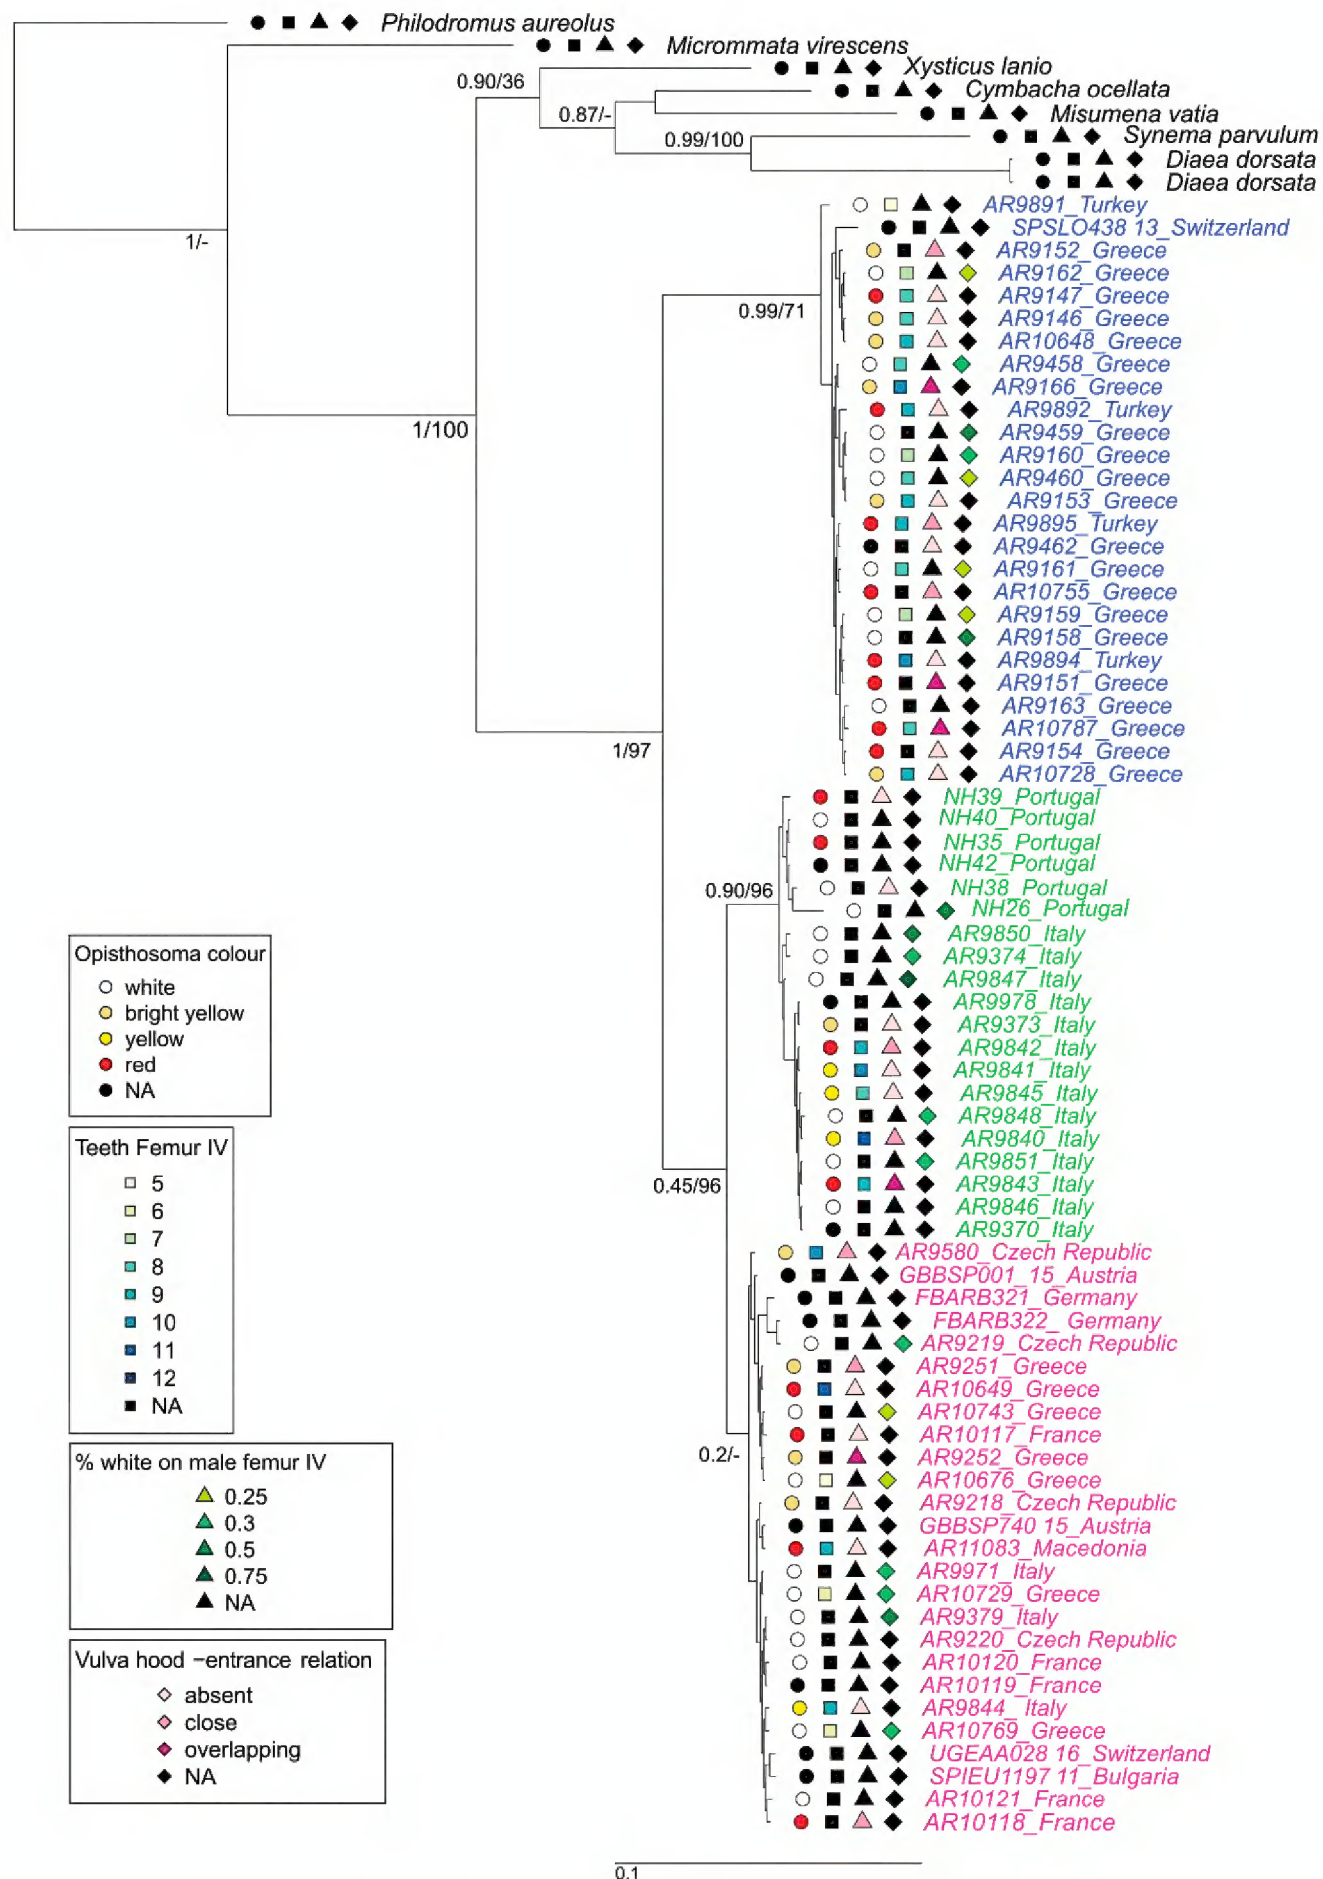 Philodromus aureolus
Micrommata virescens
Xysticus lanio
0.90/36
Cymbacha ocellata
0.87/-
Misumena vatia
Synema parvulum
0.99/100
Diaea dorsata
Diaea dorsata
AR9891_Turkey
SPSLO438 13_Switzerland
1/-
AR9152_Greece
AR9162_Greece
AR9147_Greece
0.99/71
AR9146_Greece
AR10648_Greece
AR9458_Greece
AR9166_Greece
AR9892_Turkey
1/100
AR9459_Greece
AR9160_Greece
AR9460_Greece
AR9153_Greece
AR9895_Turkey
AR9462_Greece
AR9161_Greece
AR10755_Greece
AR9159_Greece
AR9158_Greece
AR9894_Turkey
AR9151_Greece
AR9163_Greece
AR10787_Greece
1/97
AR9154_Greece
AR10728_Greece
NH39_Portugal
NH40_Portugal
NH35_Portugal
NH42_Portugal
0.90/96
NH38_Portugal
NH26_Portugal
AR9850_Italy
AR9374_Italy
AR9847_Italy
AR9978_Italy
AR9373_Italy
AR9842_Italy
AR9841_Italy
AR9845_Italy
AR9848_Italy
AR9840_Italy
AR9851_Italy
0.45/96
AR9843_Italy
AR9846_Italy
AR9370_Italy
AR9580_Czech Republic
GBBSP001_15_Austria
FBARB321_Germany
FBARB322_ Germany
AR9219_Czech Republic
AR9251_Greece
AR10649_Greece
AR10743_Greece
AR10117_France
0.2/-
AR9252_Greece
AR10676_Greece
AR9218_Czech Republic
GBBSP740 15_Austria
AR11083_Macedonia
AR9971_Italy
AR10729_Greece
AR9379_Italy
AR9220_Czech Republic
AR10120_France
AR10119_France
AR9844_Italy
AR10769_Greece
UGEAA028 16_Switzerland
SPIEU1197 11_Bulgaria
AR10121_France
AR10118_France
0.1
Opisthosoma colour
white
bright yellow
yellow
red
NA
Teeth Femur IV
5
6
7
8
9
10
11
12
NA
% white on male femur IV
0.25
0.3
0.5
0.75
NA
Vulva hood −entrance relation
absent
close
overlapping
NA